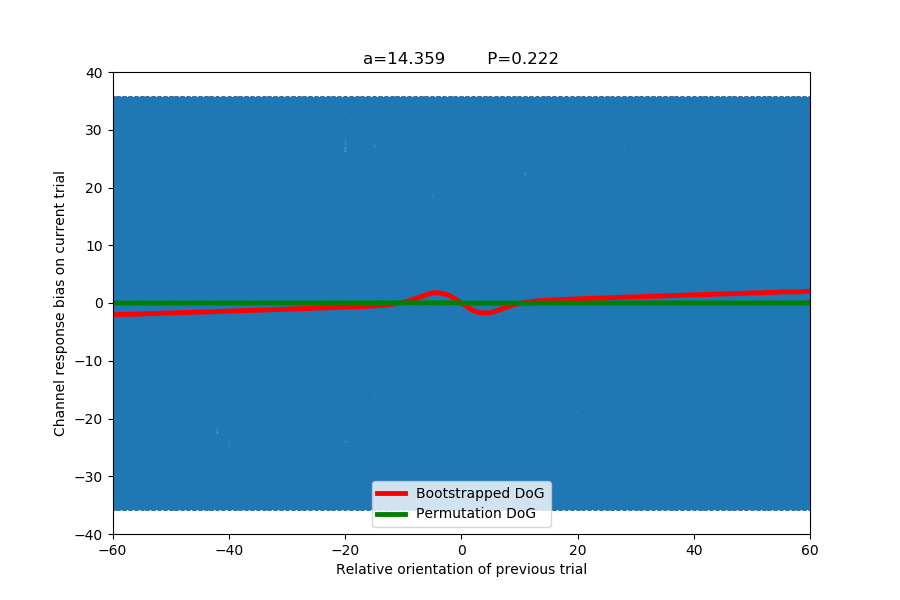 a=14.359 P=0.222
Channel response bias on current trial
40
30
20
10
0
−10
−20
−30
−40
Bootstrapped DoG
Permutation DoG
−60 −40 −20 0 20 40 60
Relative orientation of previous trial